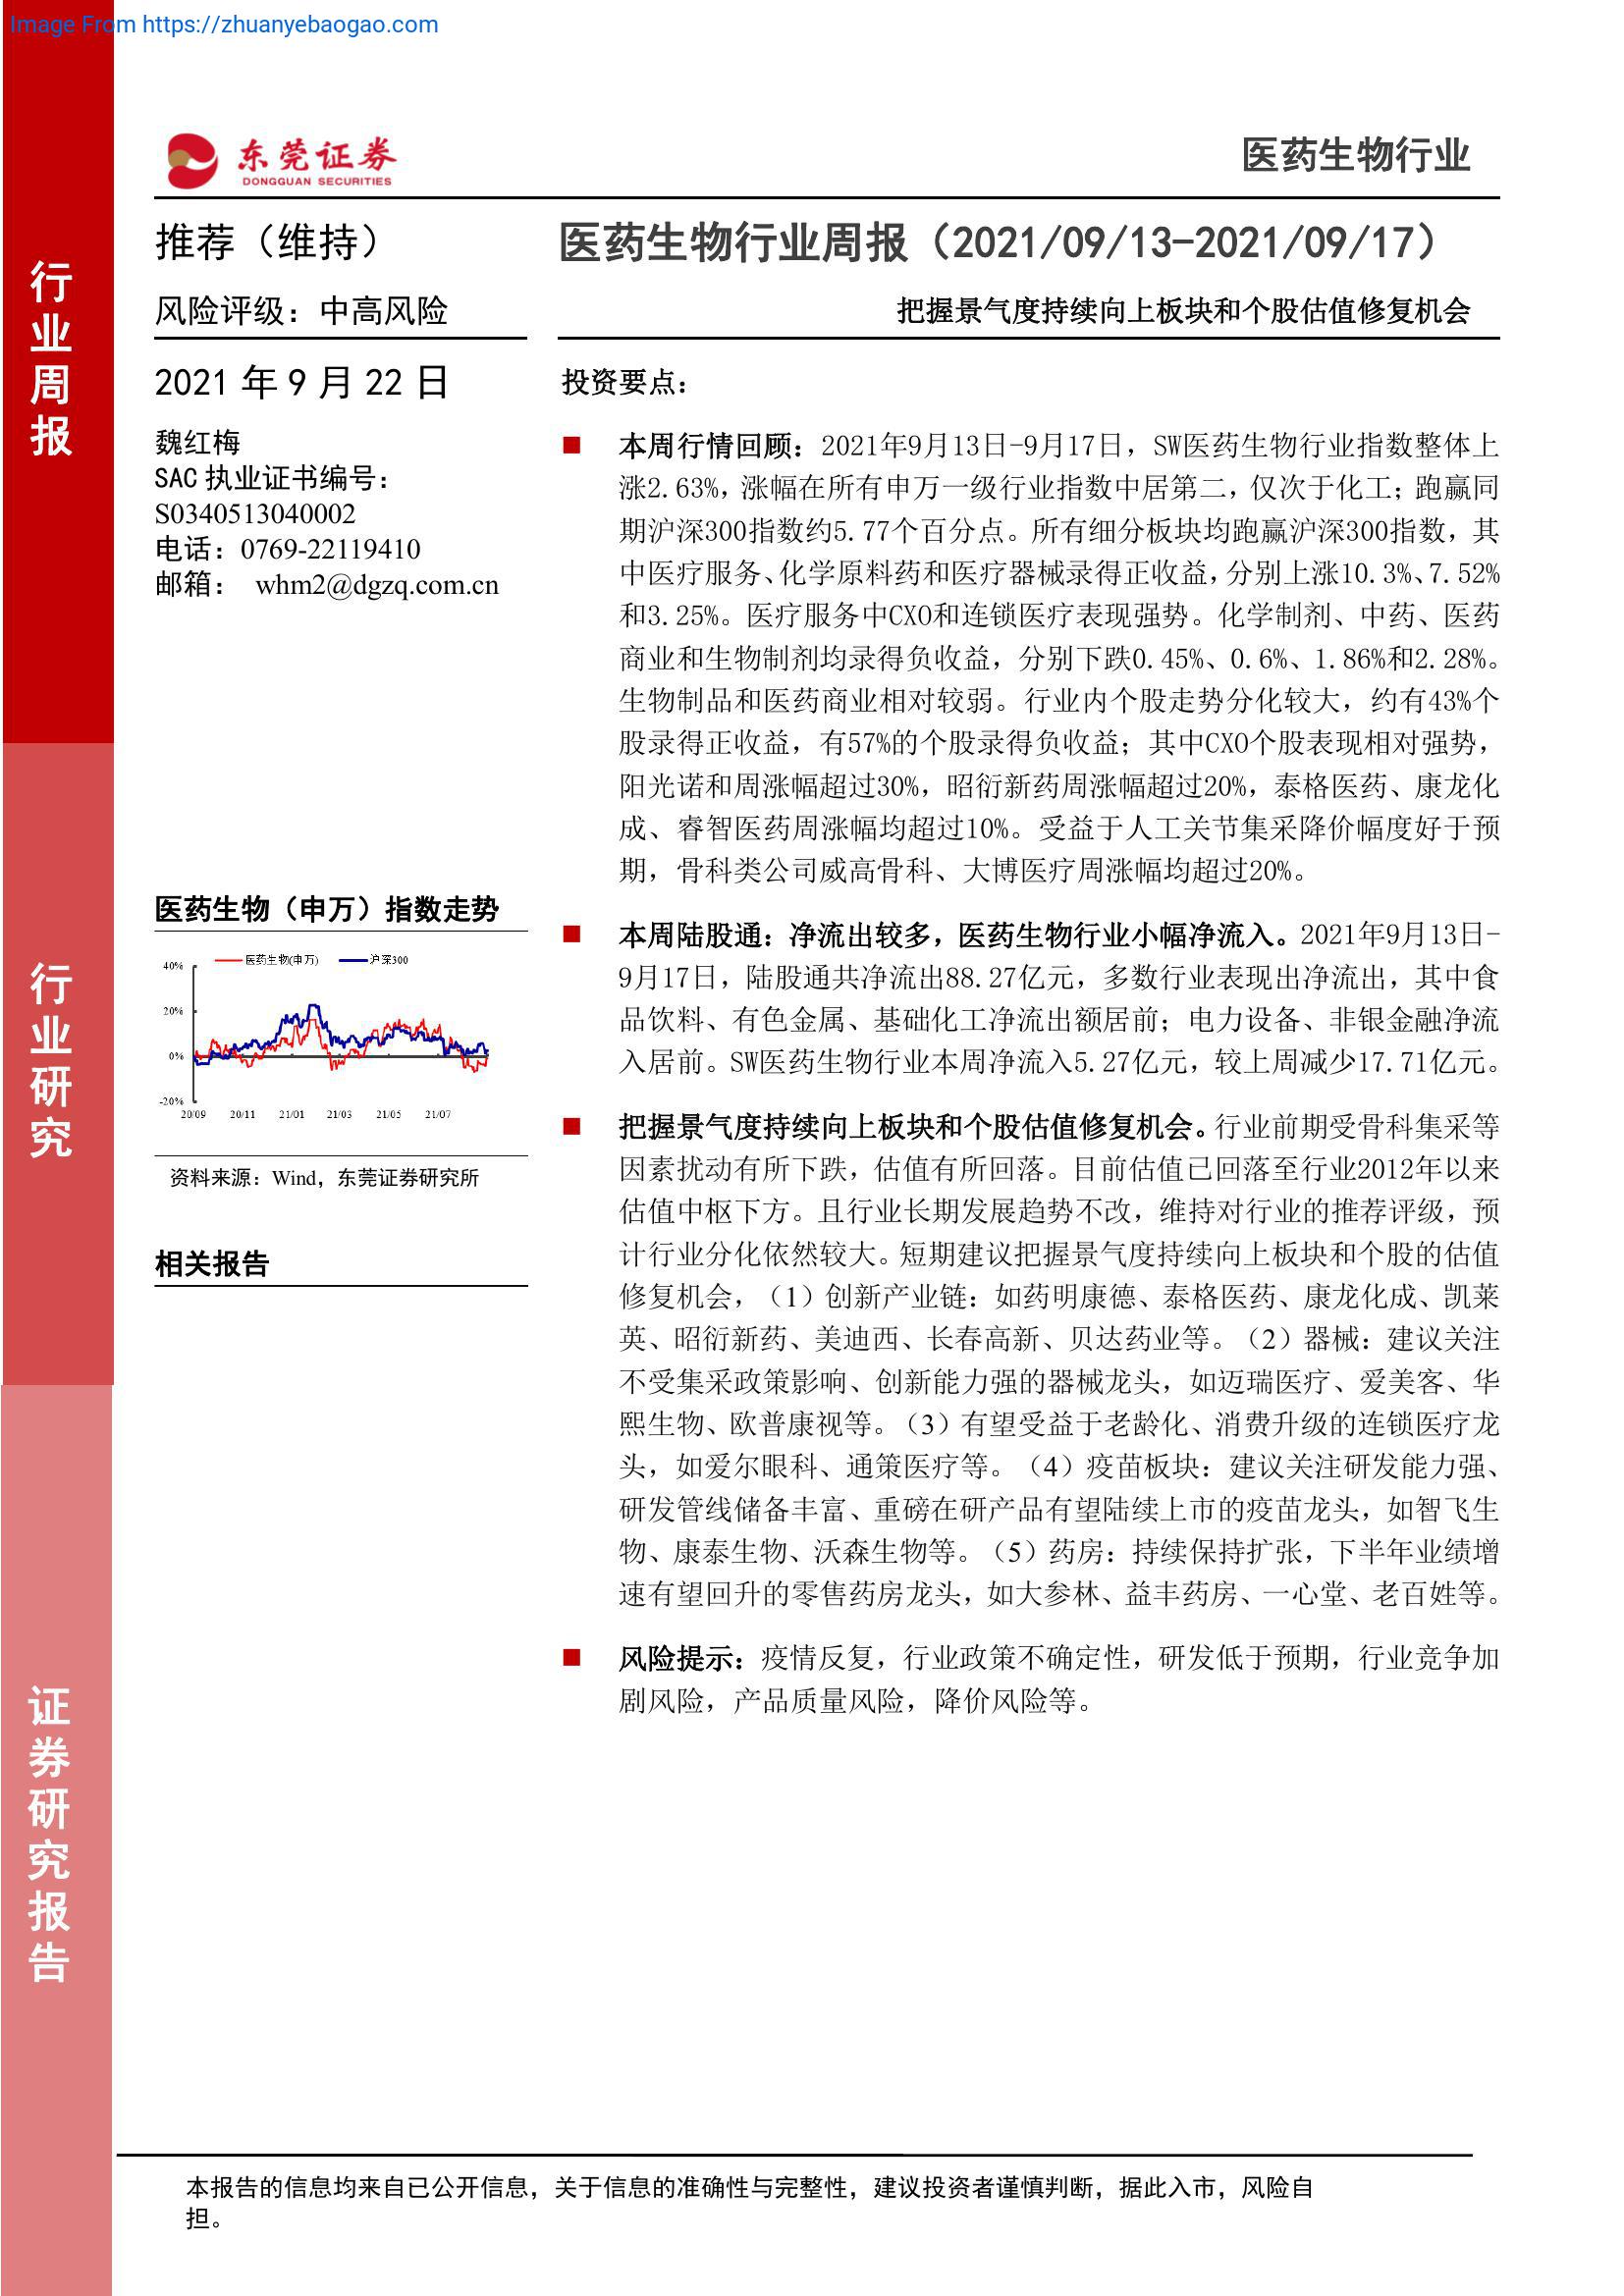 Image From https://zhuanyebaogao.com
东莞证券
DONGGUAN SECURITIES
医药生物行业
行业周报
行业研究
证券研究报告
推荐（维持）
风险评级：中高风险
2021 年 9 月 22 日
魏红梅
SAC 执业证书编号：
S0340513040002
电话：0769-22119410
邮箱： whm2@dgzq.com.cn
医药生物（申万）指数走势
医药生物(申万) 沪深300
40%
20%
0%
-20%
20/09 20/11 21/01 21/03 21/05 21/07
资料来源：Wind，东莞证券研究所
相关报告
医药生物行业周报（2021/09/13-2021/09/17）
把握景气度持续向上板块和个股估值修复机会
投资要点：
本周行情回顾：2021年9月13日-9月17日，SW医药生物行业指数整体上
涨2.63%，涨幅在所有申万一级行业指数中居第二，仅次于化工；跑赢同
期沪深300指数约5.77个百分点。所有细分板块均跑赢沪深300指数，其
中医疗服务、化学原料药和医疗器械录得正收益，分别上涨10.3%、7.52%
和3.25%。医疗服务中CXO和连锁医疗表现强势。化学制剂、中药、医药
商业和生物制剂均录得负收益，分别下跌0.45%、0.6%、1.86%和2.28%。
生物制品和医药商业相对较弱。行业内个股走势分化较大，约有43%个
股录得正收益，有57%的个股录得负收益；其中CXO个股表现相对强势，
阳光诺和周涨幅超过30%，昭衍新药周涨幅超过20%，泰格医药、康龙化
成、睿智医药周涨幅均超过10%。受益于人工关节集采降价幅度好于预
期，骨科类公司威高骨科、大博医疗周涨幅均超过20%。
本周陆股通：净流出较多，医药生物行业小幅净流入。2021年9月13日-
9月17日，陆股通共净流出88.27亿元，多数行业表现出净流出，其中食
品饮料、有色金属、基础化工净流出额居前；电力设备、非银金融净流
入居前。SW医药生物行业本周净流入5.27亿元，较上周减少17.71亿元。
把握景气度持续向上板块和个股估值修复机会。行业前期受骨科集采等
因素扰动有所下跌，估值有所回落。目前估值已回落至行业2012年以来
估值中枢下方。且行业长期发展趋势不改，维持对行业的推荐评级，预
计行业分化依然较大。短期建议把握景气度持续向上板块和个股的估值
修复机会，（1）创新产业链：如药明康德、泰格医药、康龙化成、凯莱
英、昭衍新药、美迪西、长春高新、贝达药业等。（2）器械：建议关注
不受集采政策影响、创新能力强的器械龙头，如迈瑞医疗、爱美客、华
熙生物、欧普康视等。（3）有望受益于老龄化、消费升级的连锁医疗龙
头，如爱尔眼科、通策医疗等。（4）疫苗板块：建议关注研发能力强、
研发管线储备丰富、重磅在研产品有望陆续上市的疫苗龙头，如智飞生
物、康泰生物、沃森生物等。（5）药房：持续保持扩张，下半年业绩增
速有望回升的零售药房龙头，如大参林、益丰药房、一心堂、老百姓等。
风险提示：疫情反复，行业政策不确定性，研发低于预期，行业竞争加
剧风险，产品质量风险，降价风险等。
本报告的信息均来自已公开信息，关于信息的准确性与完整性，建议投资者谨慎判断，据此入市，风险自
担。